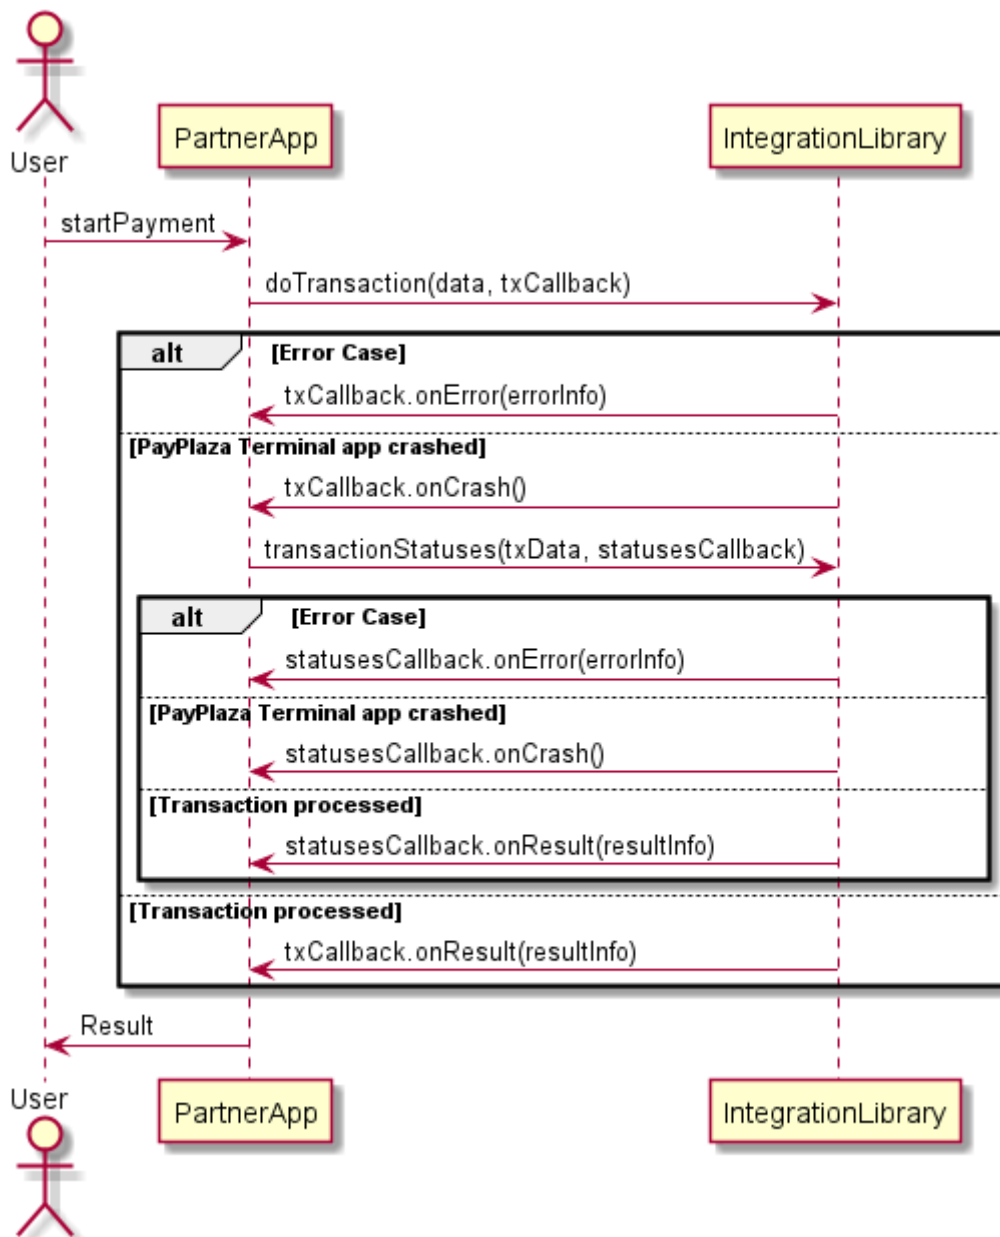 User
PartnerApp
IntegrationLibrary
startPayment
doTransaction(data, txCallback)
alt
[Error Case]
txCallback.onError(errorInfo)
[PayPlaza Terminal app crashed]
txCallback.onCrash()
transactionStatuses(txData, statusesCallback)
alt
[Error Case]
statusesCallback.onError(errorInfo)
[PayPlaza Terminal app crashed]
statusesCallback.onCrash()
[Transaction processed]
statusesCallback.onResult(resultInfo)
[Transaction processed]
txCallback.onResult(resultInfo)
Result
User
PartnerApp
IntegrationLibrary